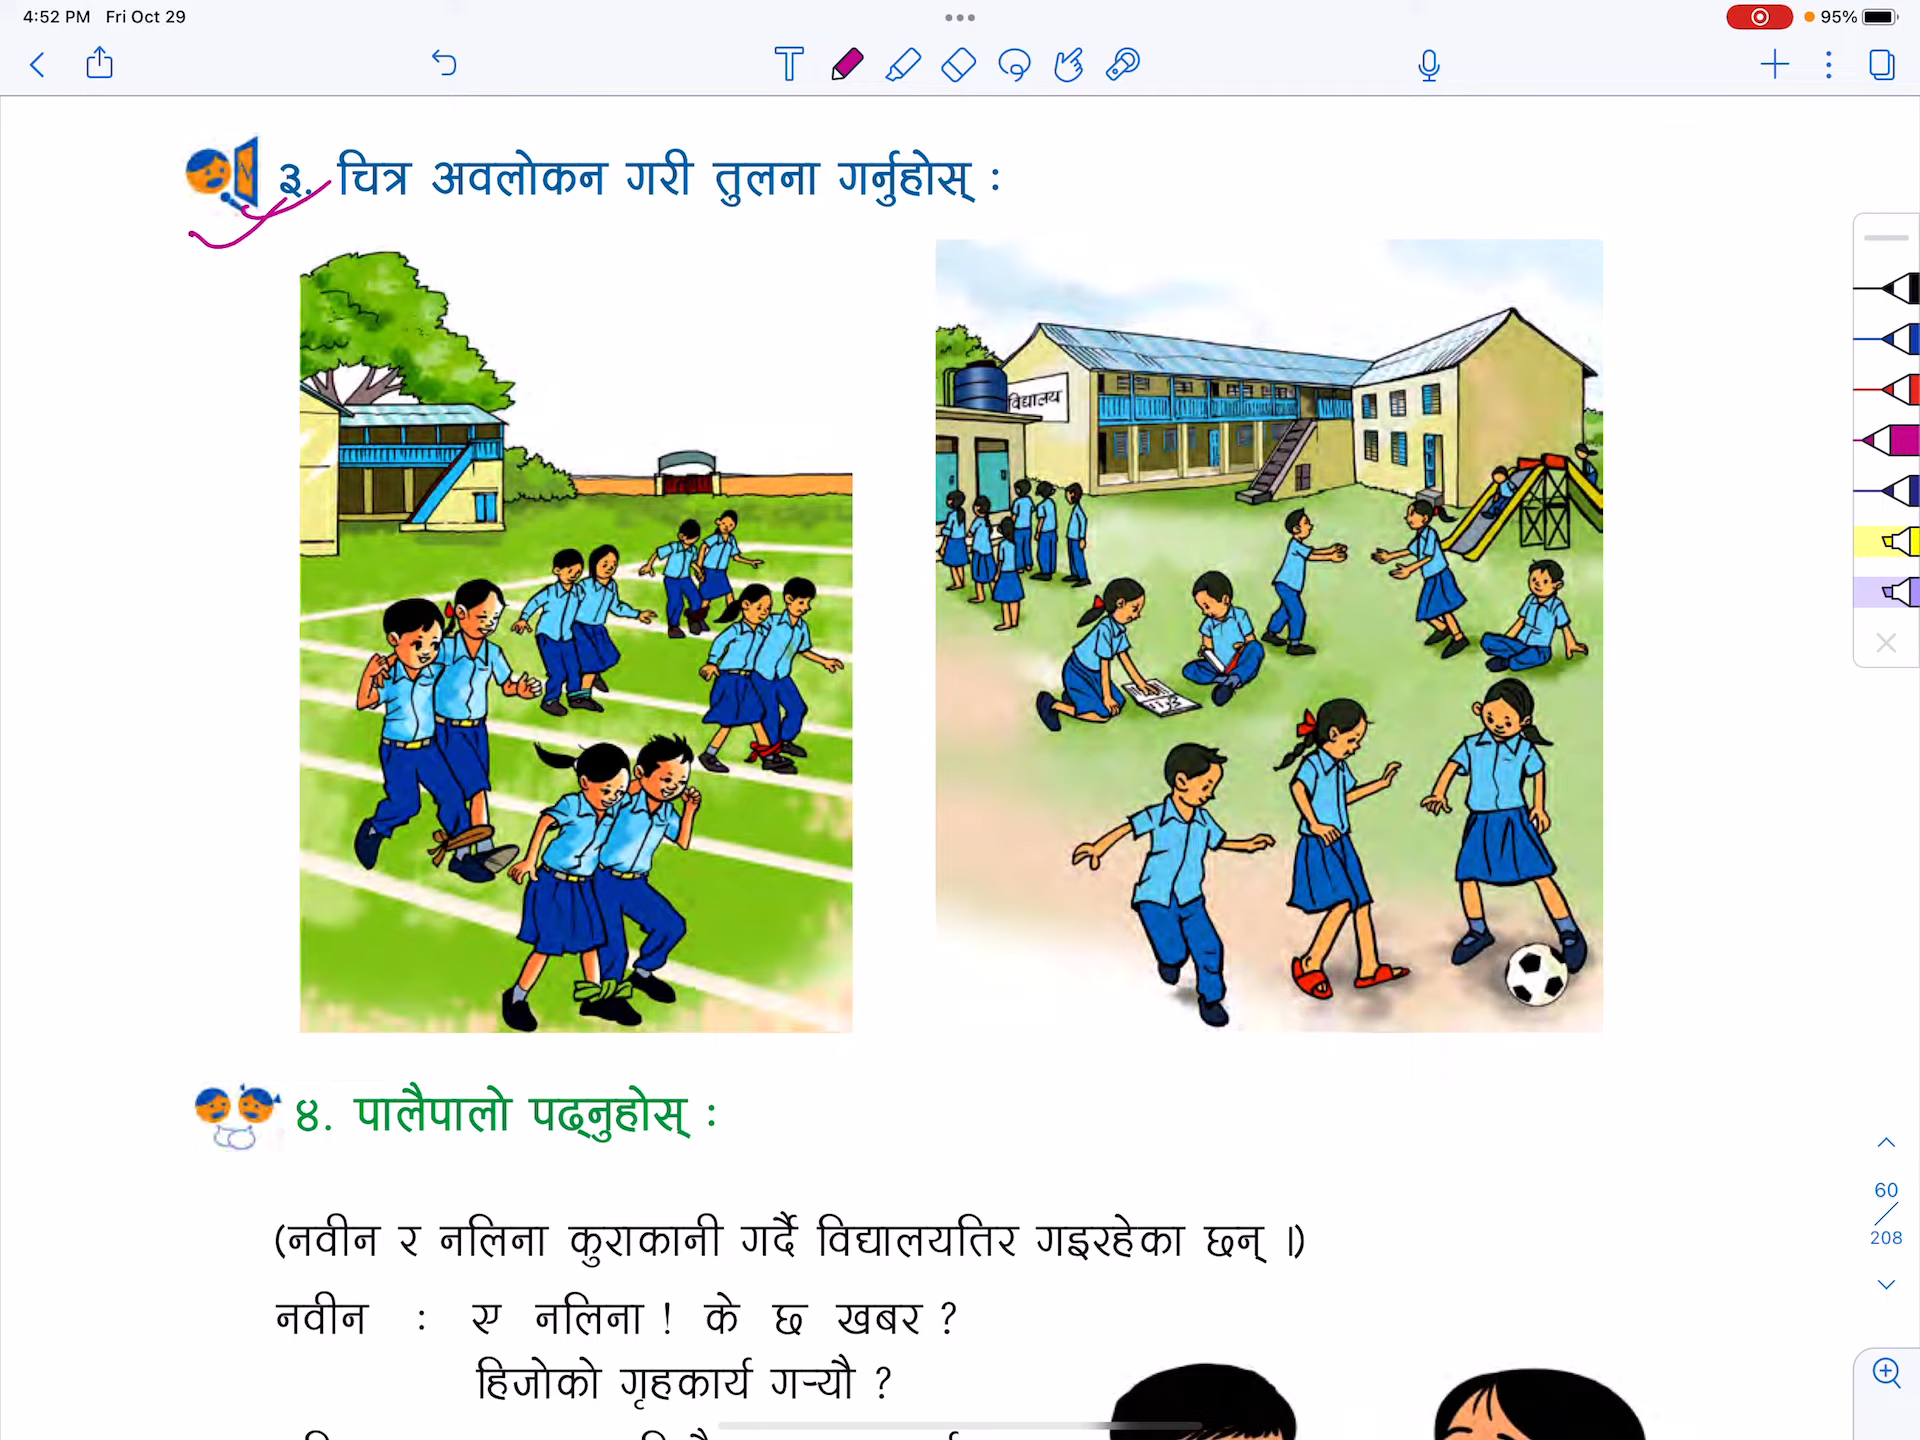 4:52 PM Fri Oct 29
95%
३. चित्र अवलोकन गरी तुलना गर्नुहोस् :
विद्यालय
४. पालैपालो पढ्नुहोस् :
(नवीन र नलिना कुराकानी गर्दै विद्यालयतिर गइरहेका छन् ।)
नवीन : ए नलिना ! के छ खबर ?
हिजोको गृहकार्य गर्‍यौ ?
60
208